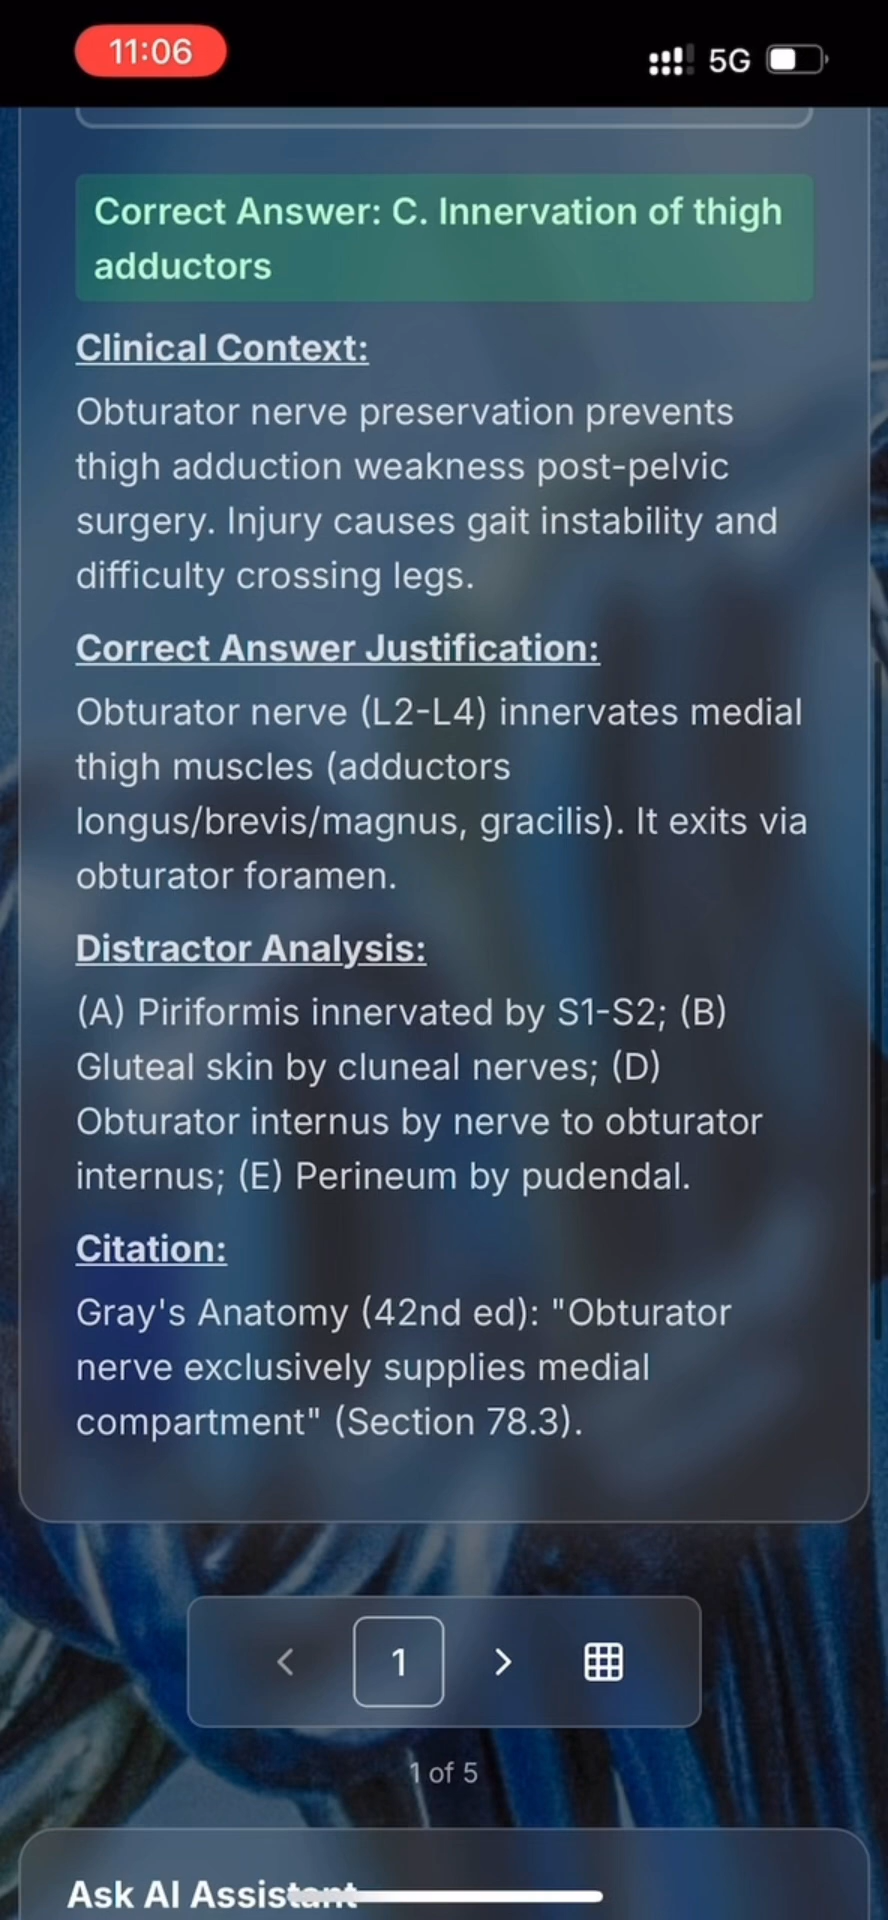 11:06
5G
Correct Answer: C. Innervation of thigh
adductors
Clinical Context:
Obturator nerve preservation prevents
thigh adduction weakness post-pelvic
surgery. Injury causes gait instability and
difficulty crossing legs.
Correct Answer Justification:
Obturator nerve (L2-L4) innervates medial
thigh muscles (adductors
longus/brevis/magnus, gracilis). It exits via
obturator foramen.
Distractor Analysis:
(A) Piriformis innervated by S1-S2; (B)
Gluteal skin by cluneal nerves; (D)
Obturator internus by nerve to obturator
internus; (E) Perineum by pudendal.
Citation:
Gray's Anatomy (42nd ed): "Obturator
nerve exclusively supplies medial
compartment" (Section 78.3).
1
1 of 5
Ask AI Assistant